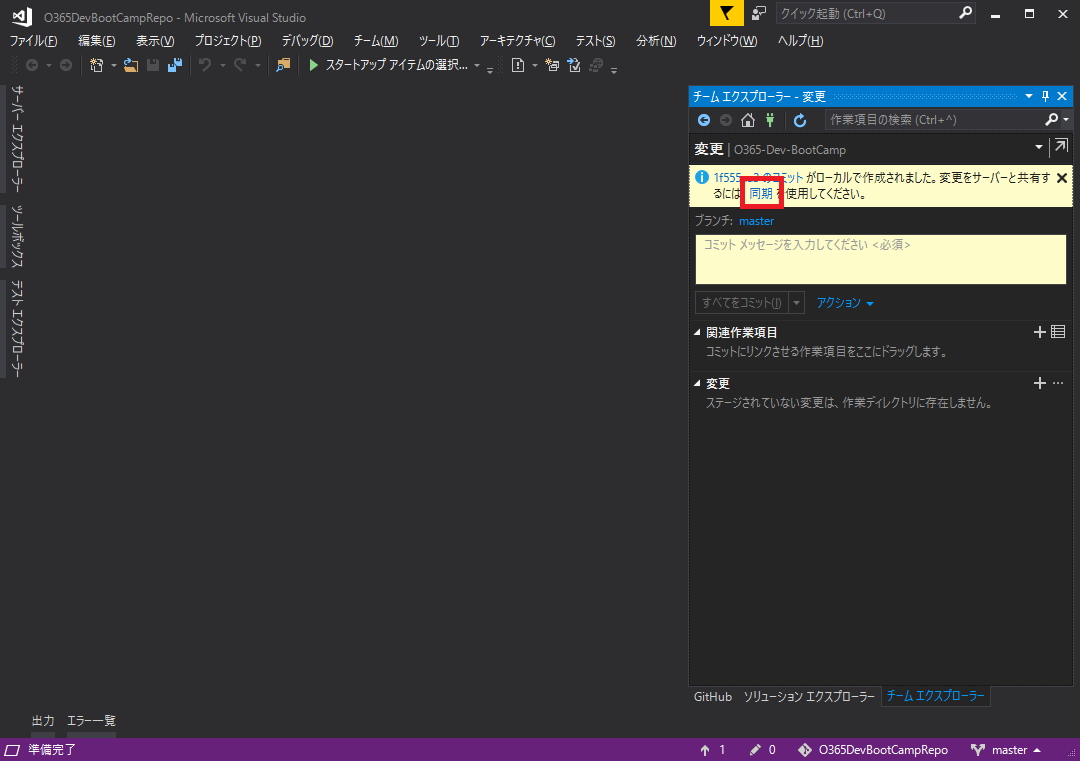 O365DevBootCampRepo - Microsoft Visual Studio
クイック起動 (Ctrl+Q)
ファイル(F) 編集(E) 表示(V) プロジェクト(P) デバッグ(D) チーム(M) ツール(T) アーキテクチャ(C) テスト(S) 分析(N) ウィンドウ(W) ヘルプ(H)
スタートアップ アイテムの選択...
サーバー エクスプローラー
ツールボックス
テスト エクスプローラー
チーム エクスプローラー - 変更
作業項目の検索 (Ctrl+^)
変更 | O365-Dev-BootCamp
のコミット がローカルで作成されました。変更をサーバーと共有す
るには 同期 を使用してください。
ブランチ: master
コミット メッセージを入力してください <必須>
すべてをコミット(I) アクション
関連作業項目
コミットにリンクさせる作業項目をここにドラッグします。
変更
ステージされていない変更は、作業ディレクトリに存在しません。
GitHub ソリューション エクスプローラー チーム エクスプローラー
出力 エラー一覧
準備完了 1 0 O365DevBootCampRepo master